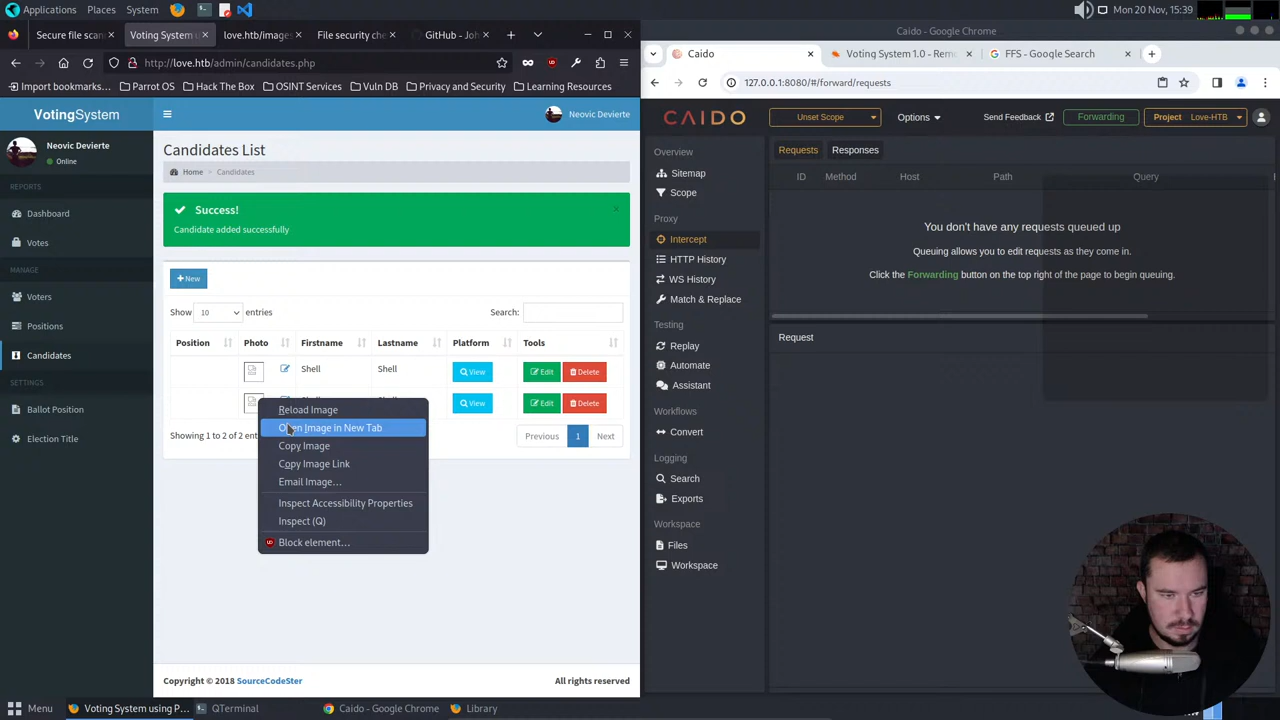 Applications Places System
Mon 20 Nov, 15:39
Secure file scan
Voting System u
love.htb/images
File security che
GitHub - Joh
Caido - Google Chrome
Caido
Voting System 1.0 - Remo
FFS - Google Search
http://love.htb/admin/candidates.php
127.0.0.1:8080/#/forward/requests
Import bookmarks... Parrot OS Hack The Box OSINT Services Vuln DB Privacy and Security Learning Resources
VotingSystem
Neovic Devierte
Neovic Devierte
Online
REPORTS
Dashboard
Votes
MANAGE
Voters
Positions
Candidates
SETTINGS
Ballot Position
Election Title
Candidates List
Home Candidates
Success!
×
Candidate added successfully
+ New
Show 10 entries
Search:
Position Photo Firstname Lastname Platform Tools
Shell Shell View Edit Delete
View Edit Delete
Showing 1 to 2 of 2 ent
Previous 1 Next
Reload Image
Open Image in New Tab
Copy Image
Copy Image Link
Email Image…
Inspect Accessibility Properties
Inspect (Q)
Block element…
Copyright © 2018 SourceCodeSter
All rights reserved
CAIDO
Unset Scope
Options
Send Feedback
Forwarding
Project Love-HTB
Overview
Sitemap
Scope
Proxy
Intercept
HTTP History
WS History
Match & Replace
Testing
Replay
Automate
Assistant
Workflows
Convert
Logging
Search
Exports
Workspace
Files
Workspace
Requests Responses
ID Method Host Path Query
You don't have any requests queued up
Queuing allows you to edit requests as they come in.
Click the Forwarding button on the top right of the page to begin queuing.
Request
Menu
Voting System using P...
QTerminal
Caido - Google Chrome
Library